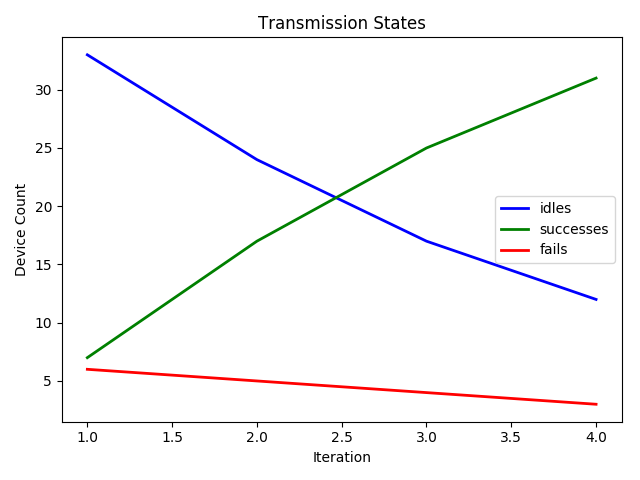 Transmission States
Device Count
30
25
20
15
10
5
idles
successes
fails
1.0 1.5 2.0 2.5 3.0 3.5 4.0
Iteration